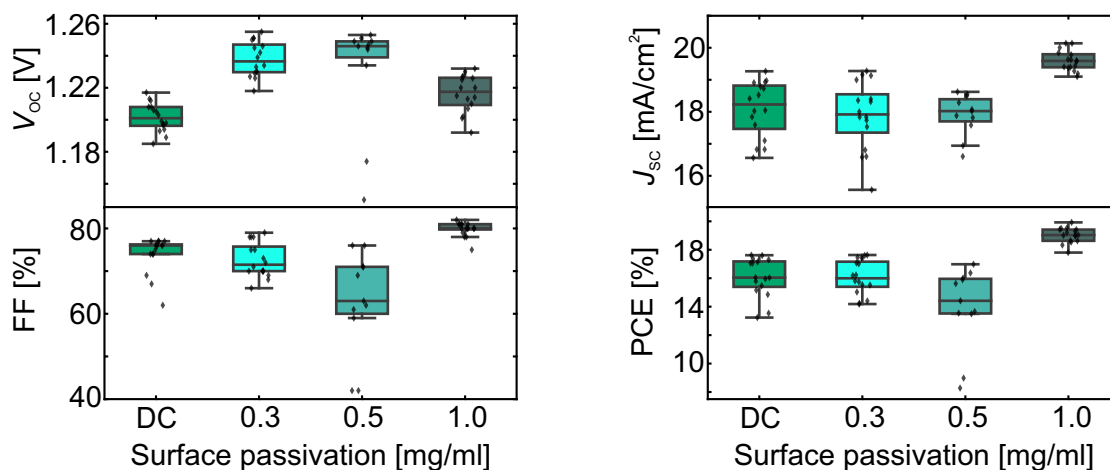 V_OC [V]
1.26
1.22
1.18
FF [%]
80
60
40
DC 0.3 0.5 1.0
Surface passivation [mg/ml]
J_SC [mA/cm²]
20
18
16
PCE [%]
18
14
10
DC 0.3 0.5 1.0
Surface passivation [mg/ml]